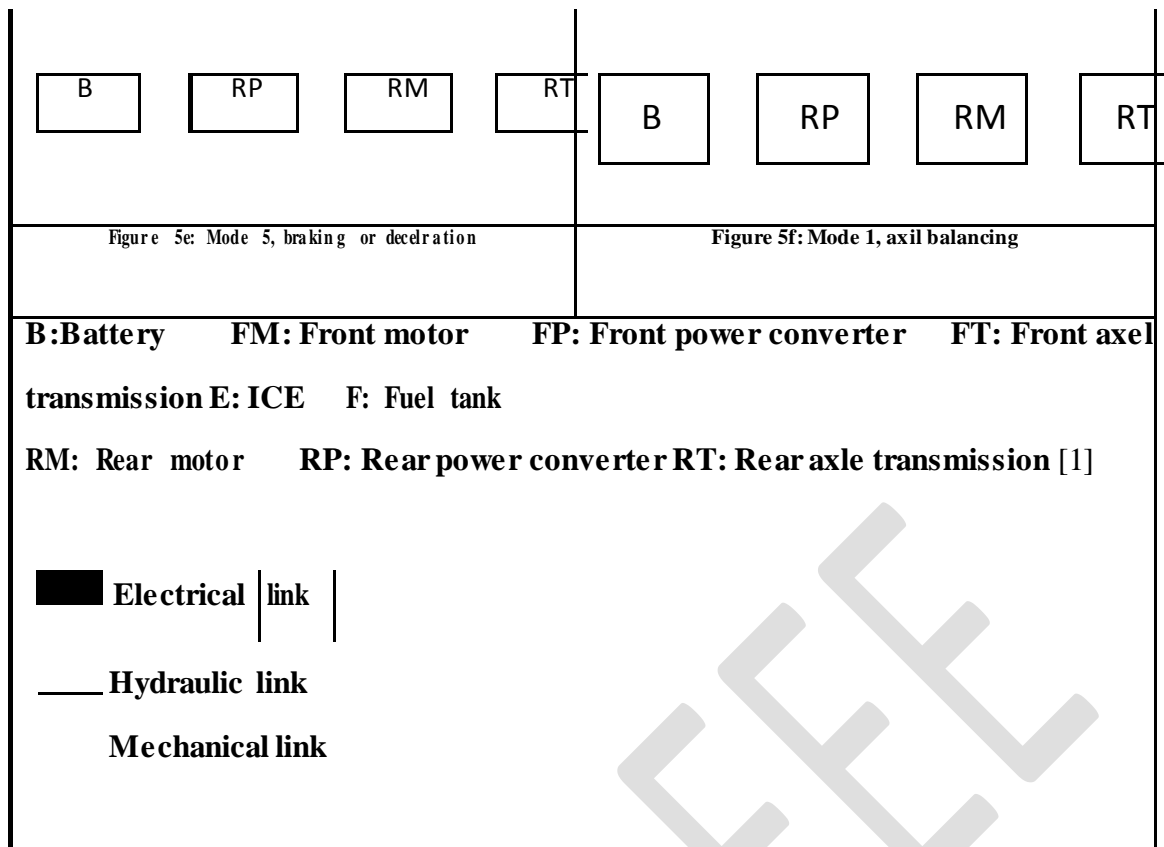 B RP RM RT
B RP RM RT
Figure 5e: Mode 5, braking or decelration
Figure 5f: Mode 1, axil balancing
B:Battery FM: Front motor FP: Front power converter FT: Front axel
transmission E: ICE F: Fuel tank
RM: Rear motor RP: Rear power converter RT: Rear axle transmission [1]
Electrical link
Hydraulic link
Mechanical link